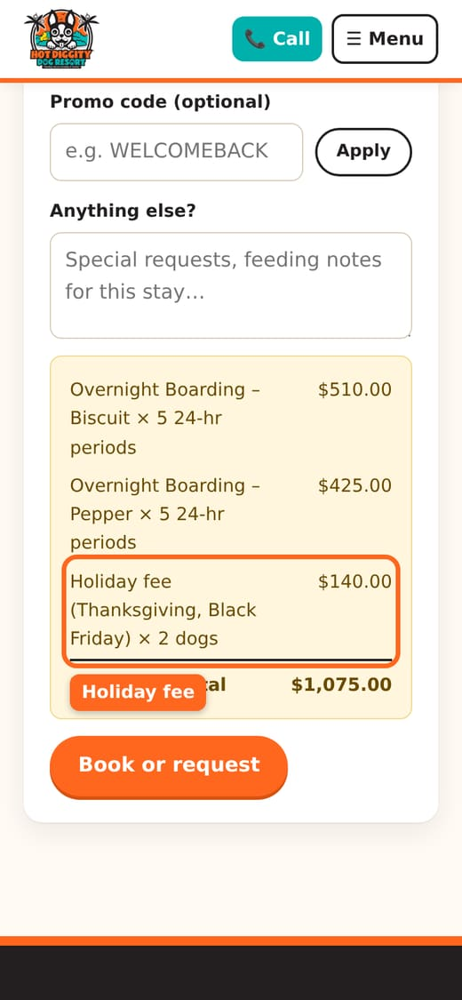 HOT DIGGITY
DOG RESORT
📞 Call
☰ Menu
Promo code (optional)
e.g. WELCOMEBACK
Apply
Anything else?
Special requests, feeding notes
for this stay…
Overnight Boarding – $510.00
Biscuit × 5 24-hr
periods
Overnight Boarding – $425.00
Pepper × 5 24-hr
periods
Holiday fee $140.00
(Thanksgiving, Black
Friday) × 2 dogs
Holiday fee $1,075.00
Book or request